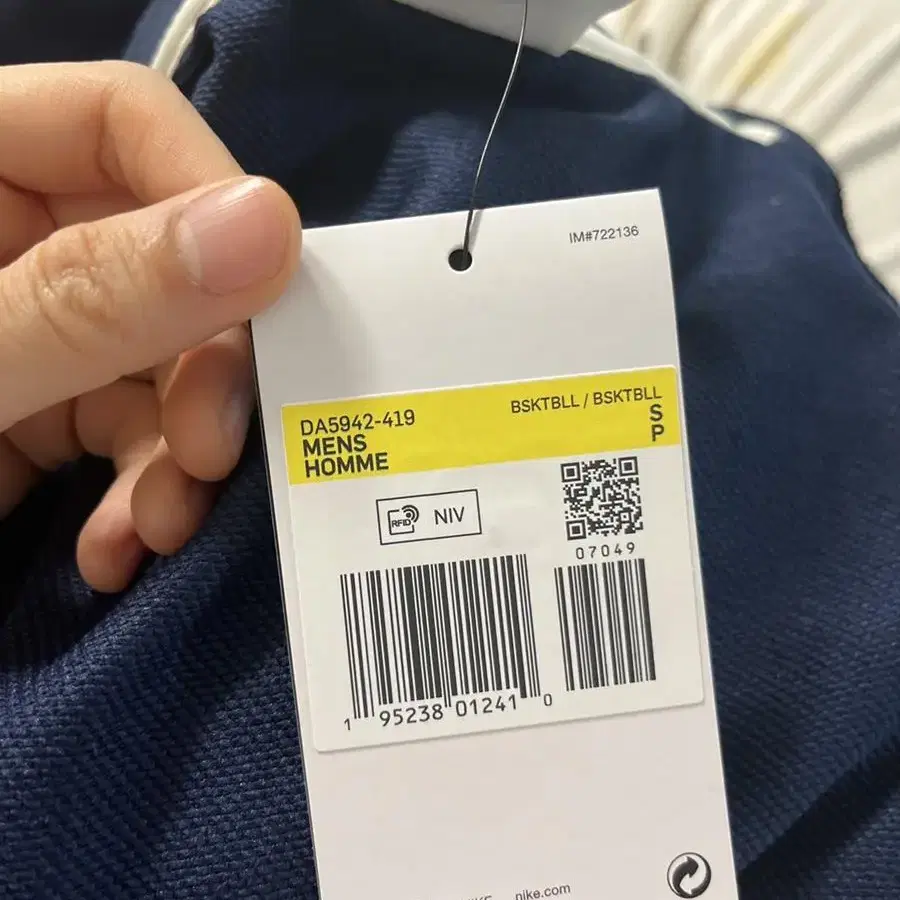 IM#722136
DA5942-419
BSKTBLL / BSKTBLL
MENS
S
HOMME
P
RFID
NIV
07049
1 95238 01241 0
nike.com